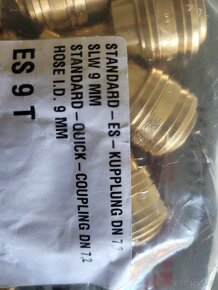 STANDARD-ES-KUPPLUNG DN 7,2
SLW 9 MM
STANDARD-QUICK-COUPLING DN 7,2
HOSE I.D. 9 MM
ES 9 T